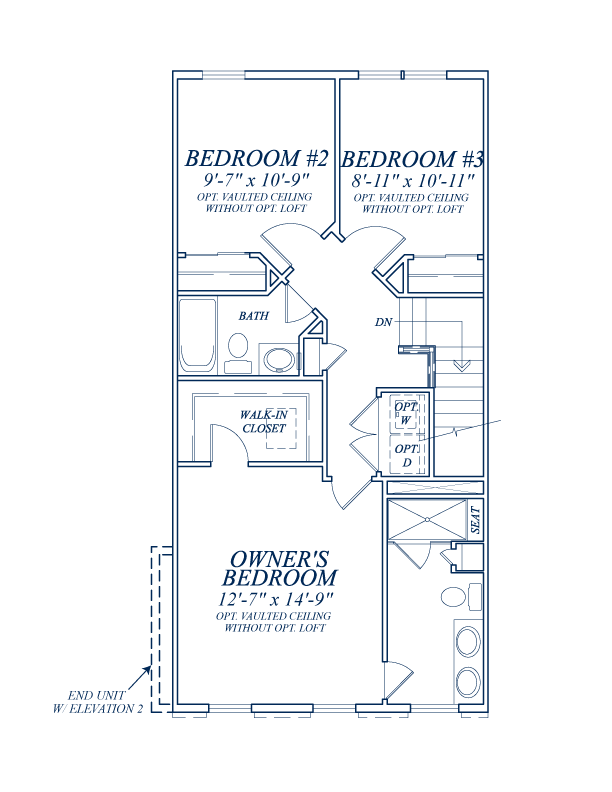 BEDROOM #2
9'-7" x 10'-9"
OPT. VAULTED CEILING
WITHOUT OPT. LOFT
BEDROOM #3
8'-11" x 10'-11"
OPT. VAULTED CEILING
WITHOUT OPT. LOFT
BATH
DN
WALK-IN
CLOSET
OPT.
W
OPT.
D
SEAT
OWNER'S
BEDROOM
12'-7" x 14'-9"
OPT. VAULTED CEILING
WITHOUT OPT. LOFT
END UNIT
W/ ELEVATION 2